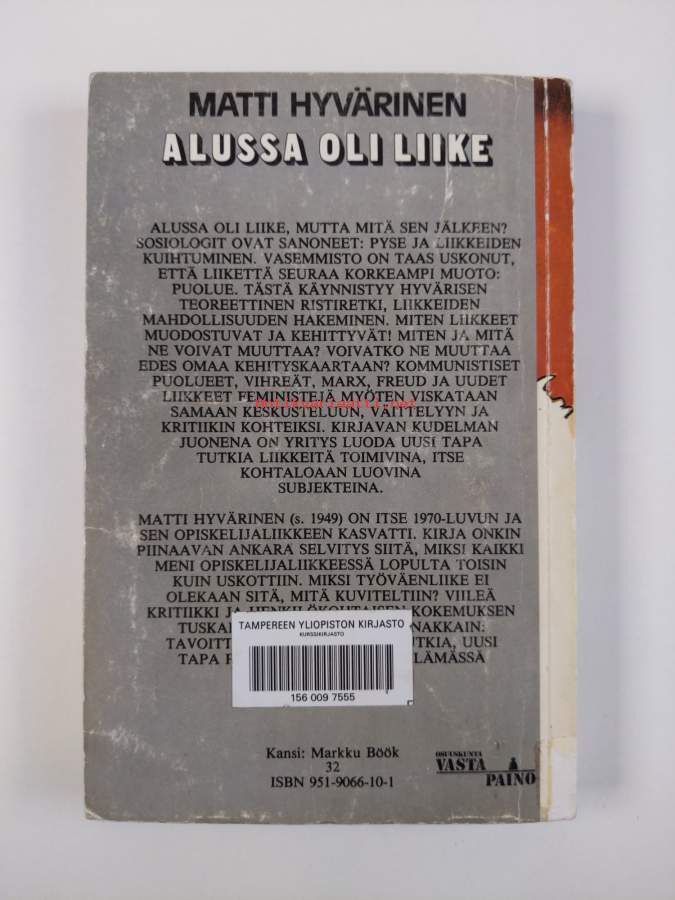 MATTI HYVÄRINEN
ALUSSA OLI LIIKE
ALUSSA OLI LIIKE, MUTTA MITÄ SEN JÄLKEEN?
SOSIOLOGIT OVAT SANONEET: PYSE JA LIIKKEIDEN
KUIHTUMINEN. VASEMMISTO ON TAAS USKONUT,
ETTÄ LIIKETTÄ SEURAA KORKEAMPI MUOTO:
PUOLUE. TÄSTÄ KÄYNNISTYY HYVÄRISEN
TEOREETTINEN RISTIRETKI, LIIKKEIDEN
MAHDOLLISUUDEN HAKEMINEN. MITEN LIIKKEET
MUODOSTUVAT JA KEHITTYVÄT! MITEN JA MITÄ
NE VOIVAT MUUTTAA? VOIVATKO NE MUUTTAA
EDES OMAA KEHITYSKAARTAAN? KOMMUNISTISET
PUOLUEET, VIHREÄT, MARX, FREUD JA UUDET
LIIKKEET FEMINISTEJÄ MYÖTEN VISKATAAN
SAMAAN KESKUSTELUUN, VÄITTELYYN JA
KRITIIKIN KOHTEIKSI. KIRJAVAN KUDELMAN
JUONENA ON YRITYS LUODA UUSI TAPA
TUTKIA LIIKKEITÄ TOIMIVINA, ITSE
KOHTALOAAN LUOVINA
SUBJEKTEINA.
MATTI HYVÄRINEN (s. 1949) ON ITSE 1970-LUVUN JA
SEN OPISKELIJALIIKKEEN KASVATTI. KIRJA ONKIN
PIINAAVAN ANKARA SELVITYS SIITÄ, MIKSI KAIKKI
MENI OPISKELIJALIIKKEESSÄ LOPULTA TOISIN
KUIN USKOTTIIN. MIKSI TYÖVÄENLIIKE EI
OLEKAAN SITÄ, MITÄ KUVITELTIIN? VIILEÄ
KRITIIKKI JA HENKILÖKOHTAISEN KOKEMUKSEN
TUSKA NAKKAIN:
TAVOITT UTKIA, UUSI
TAPA LÄMÄSSÄ
TAMPEREEN YLIOPISTON KIRJASTO
KURSSIKIRJASTO
156 009 7555
Kansi: Markku Böök
32
ISBN 951-9066-10-1
OSUUSKUNTA
VASTA
PAINO